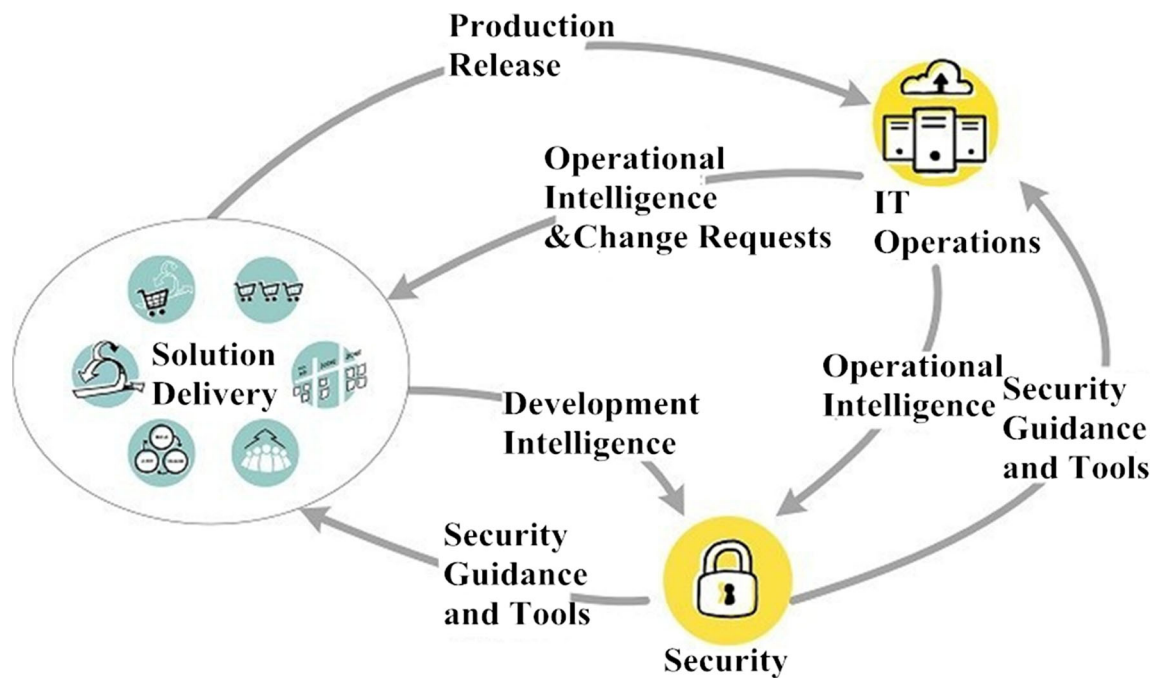 Production
Release
Operational
Intelligence
&Change Requests
IT
Operations
Solution
Delivery
Operational
Intelligence
Security
Guidance
and Tools
Development
Intelligence
Security
Guidance
and Tools
Security